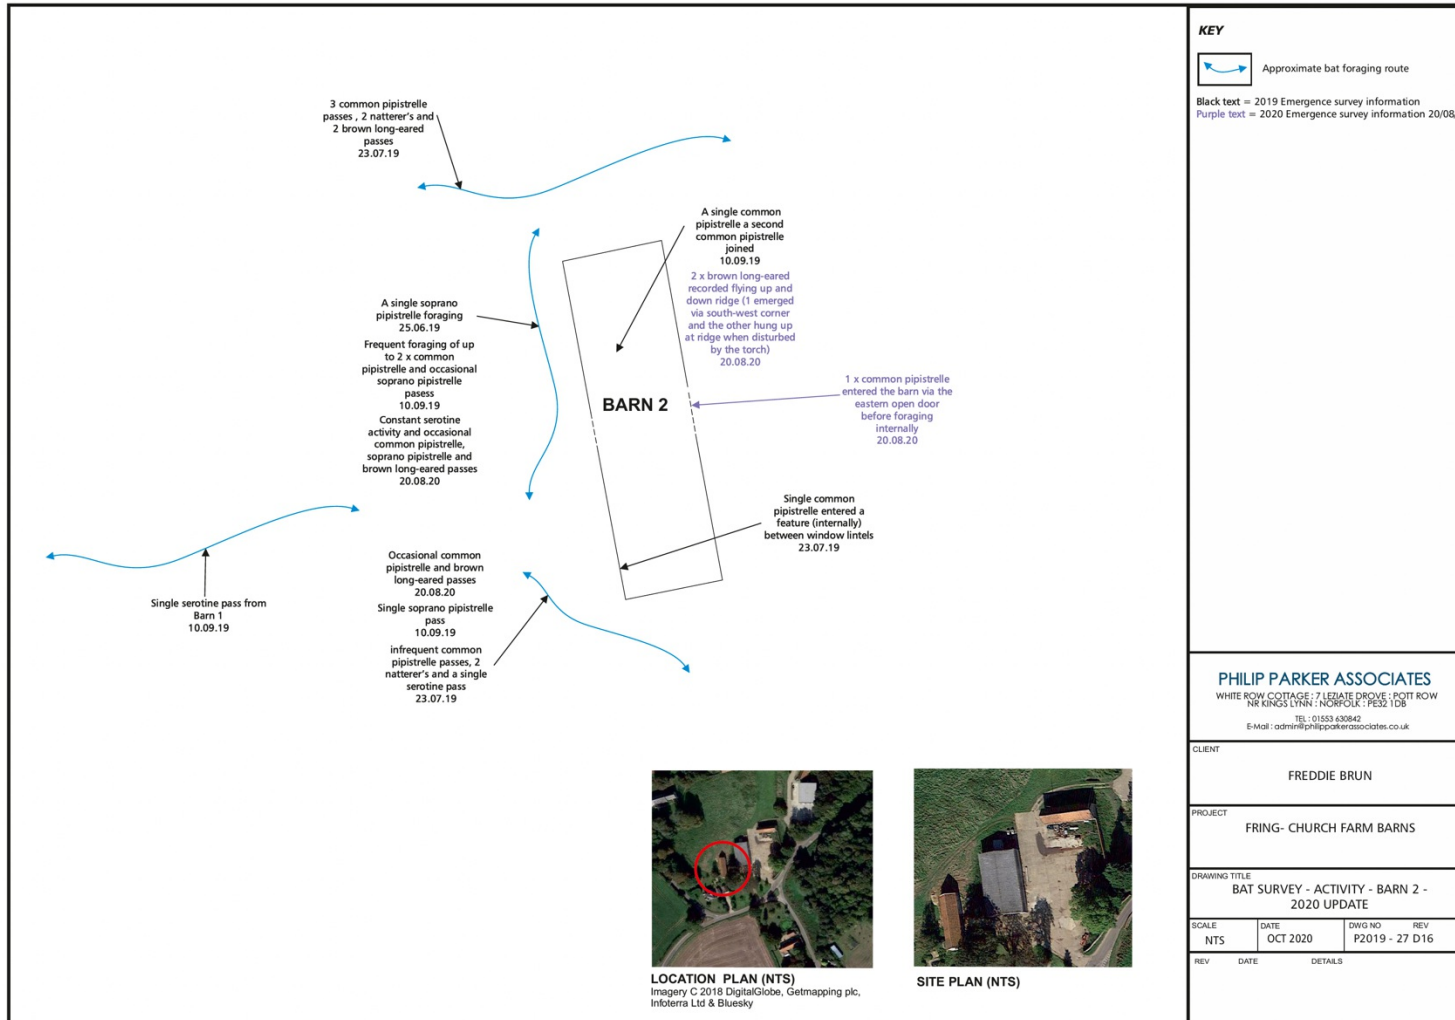 3 common pipistrelle
passes , 2 natterer's and
2 brown long-eared
passes
23.07.19
A single common
pipistrelle a second
common pipistrelle
joined
10.09.19
2 x brown long-eared
recorded flying up and
down ridge (1 emerged
via south-west corner
and the other hung up
at ridge when disturbed
by the torch)
20.08.20
A single soprano
pipistrelle foraging
25.06.19
Frequent foraging of up
to 2 x common
pipistrelle and occasional
soprano pipistrelle
pasess
10.09.19
Constant serotine
activity and occasional
common pipistrelle,
soprano pipistrelle and
brown long-eared passes
20.08.20
BARN 2
1 x common pipistrelle
entered the barn via the
eastern open door
before foraging
internally
20.08.20
Single common
pipistrelle entered a
feature (internally)
between window lintels
23.07.19
Single serotine pass from
Barn 1
10.09.19
Occasional common
pipistrelle and brown
long-eared passes
20.08.20
Single soprano pipistrelle
pass
10.09.19
infrequent common
pipistrelle passes, 2
natterer's and a single
serotine pass
23.07.19
LOCATION PLAN (NTS)
Imagery C 2018 DigitalGlobe, Getmapping plc,
Infoterra Ltd & Bluesky
SITE PLAN (NTS)
KEY
Approximate bat foraging route
Black text = 2019 Emergence survey information
Purple text = 2020 Emergence survey information 20/08/
PHILIP PARKER ASSOCIATES
WHITE ROW COTTAGE : 7 LEZIATE DROVE : POTT ROW
NR KINGS LYNN : NORFOLK : PE32 1DB
TEL : 01553 630842
E-Mail : admin@philipparkerassociates.co.uk
CLIENT
FREDDIE BRUN
PROJECT
FRING- CHURCH FARM BARNS
DRAWING TITLE
BAT SURVEY - ACTIVITY - BARN 2 -
2020 UPDATE
SCALE DATE DWG NO REV
NTS OCT 2020 P2019 - 27 D16
REV DATE DETAILS